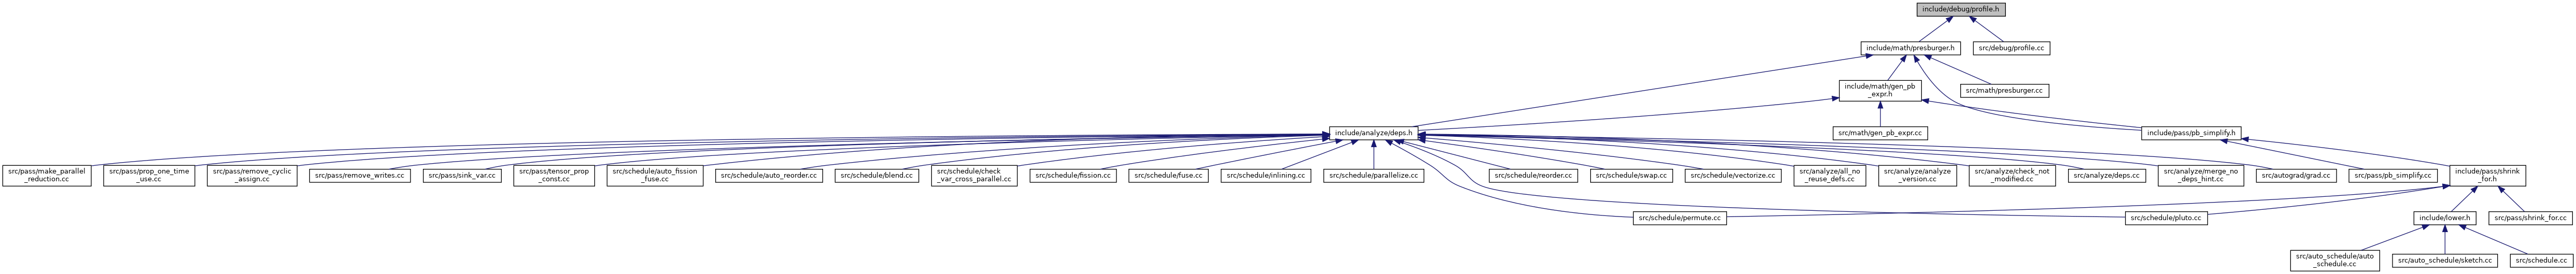 include/debug/profile.h
include/math/presburger.h
src/debug/profile.cc
include/math/gen_pb
_expr.h
src/math/presburger.cc
include/analyze/deps.h
src/math/gen_pb_expr.cc
include/pass/pb_simplify.h
src/pass/make_parallel
_reduction.cc
src/pass/prop_one_time
_use.cc
src/pass/remove_cyclic
_assign.cc
src/pass/remove_writes.cc
src/pass/sink_var.cc
src/pass/tensor_prop
_const.cc
src/schedule/auto_fission
_fuse.cc
src/schedule/auto_reorder.cc
src/schedule/blend.cc
src/schedule/check
_var_cross_parallel.cc
src/schedule/fission.cc
src/schedule/fuse.cc
src/schedule/inlining.cc
src/schedule/parallelize.cc
src/schedule/reorder.cc
src/schedule/swap.cc
src/schedule/vectorize.cc
src/analyze/all_no
_reuse_defs.cc
src/analyze/analyze
_version.cc
src/analyze/check_not
_modified.cc
src/analyze/deps.cc
src/analyze/merge_no
_deps_hint.cc
src/autograd/grad.cc
src/pass/pb_simplify.cc
include/pass/shrink
_for.h
src/schedule/permute.cc
src/schedule/pluto.cc
include/lower.h
src/pass/shrink_for.cc
src/auto_schedule/auto
_schedule.cc
src/auto_schedule/sketch.cc
src/schedule.cc